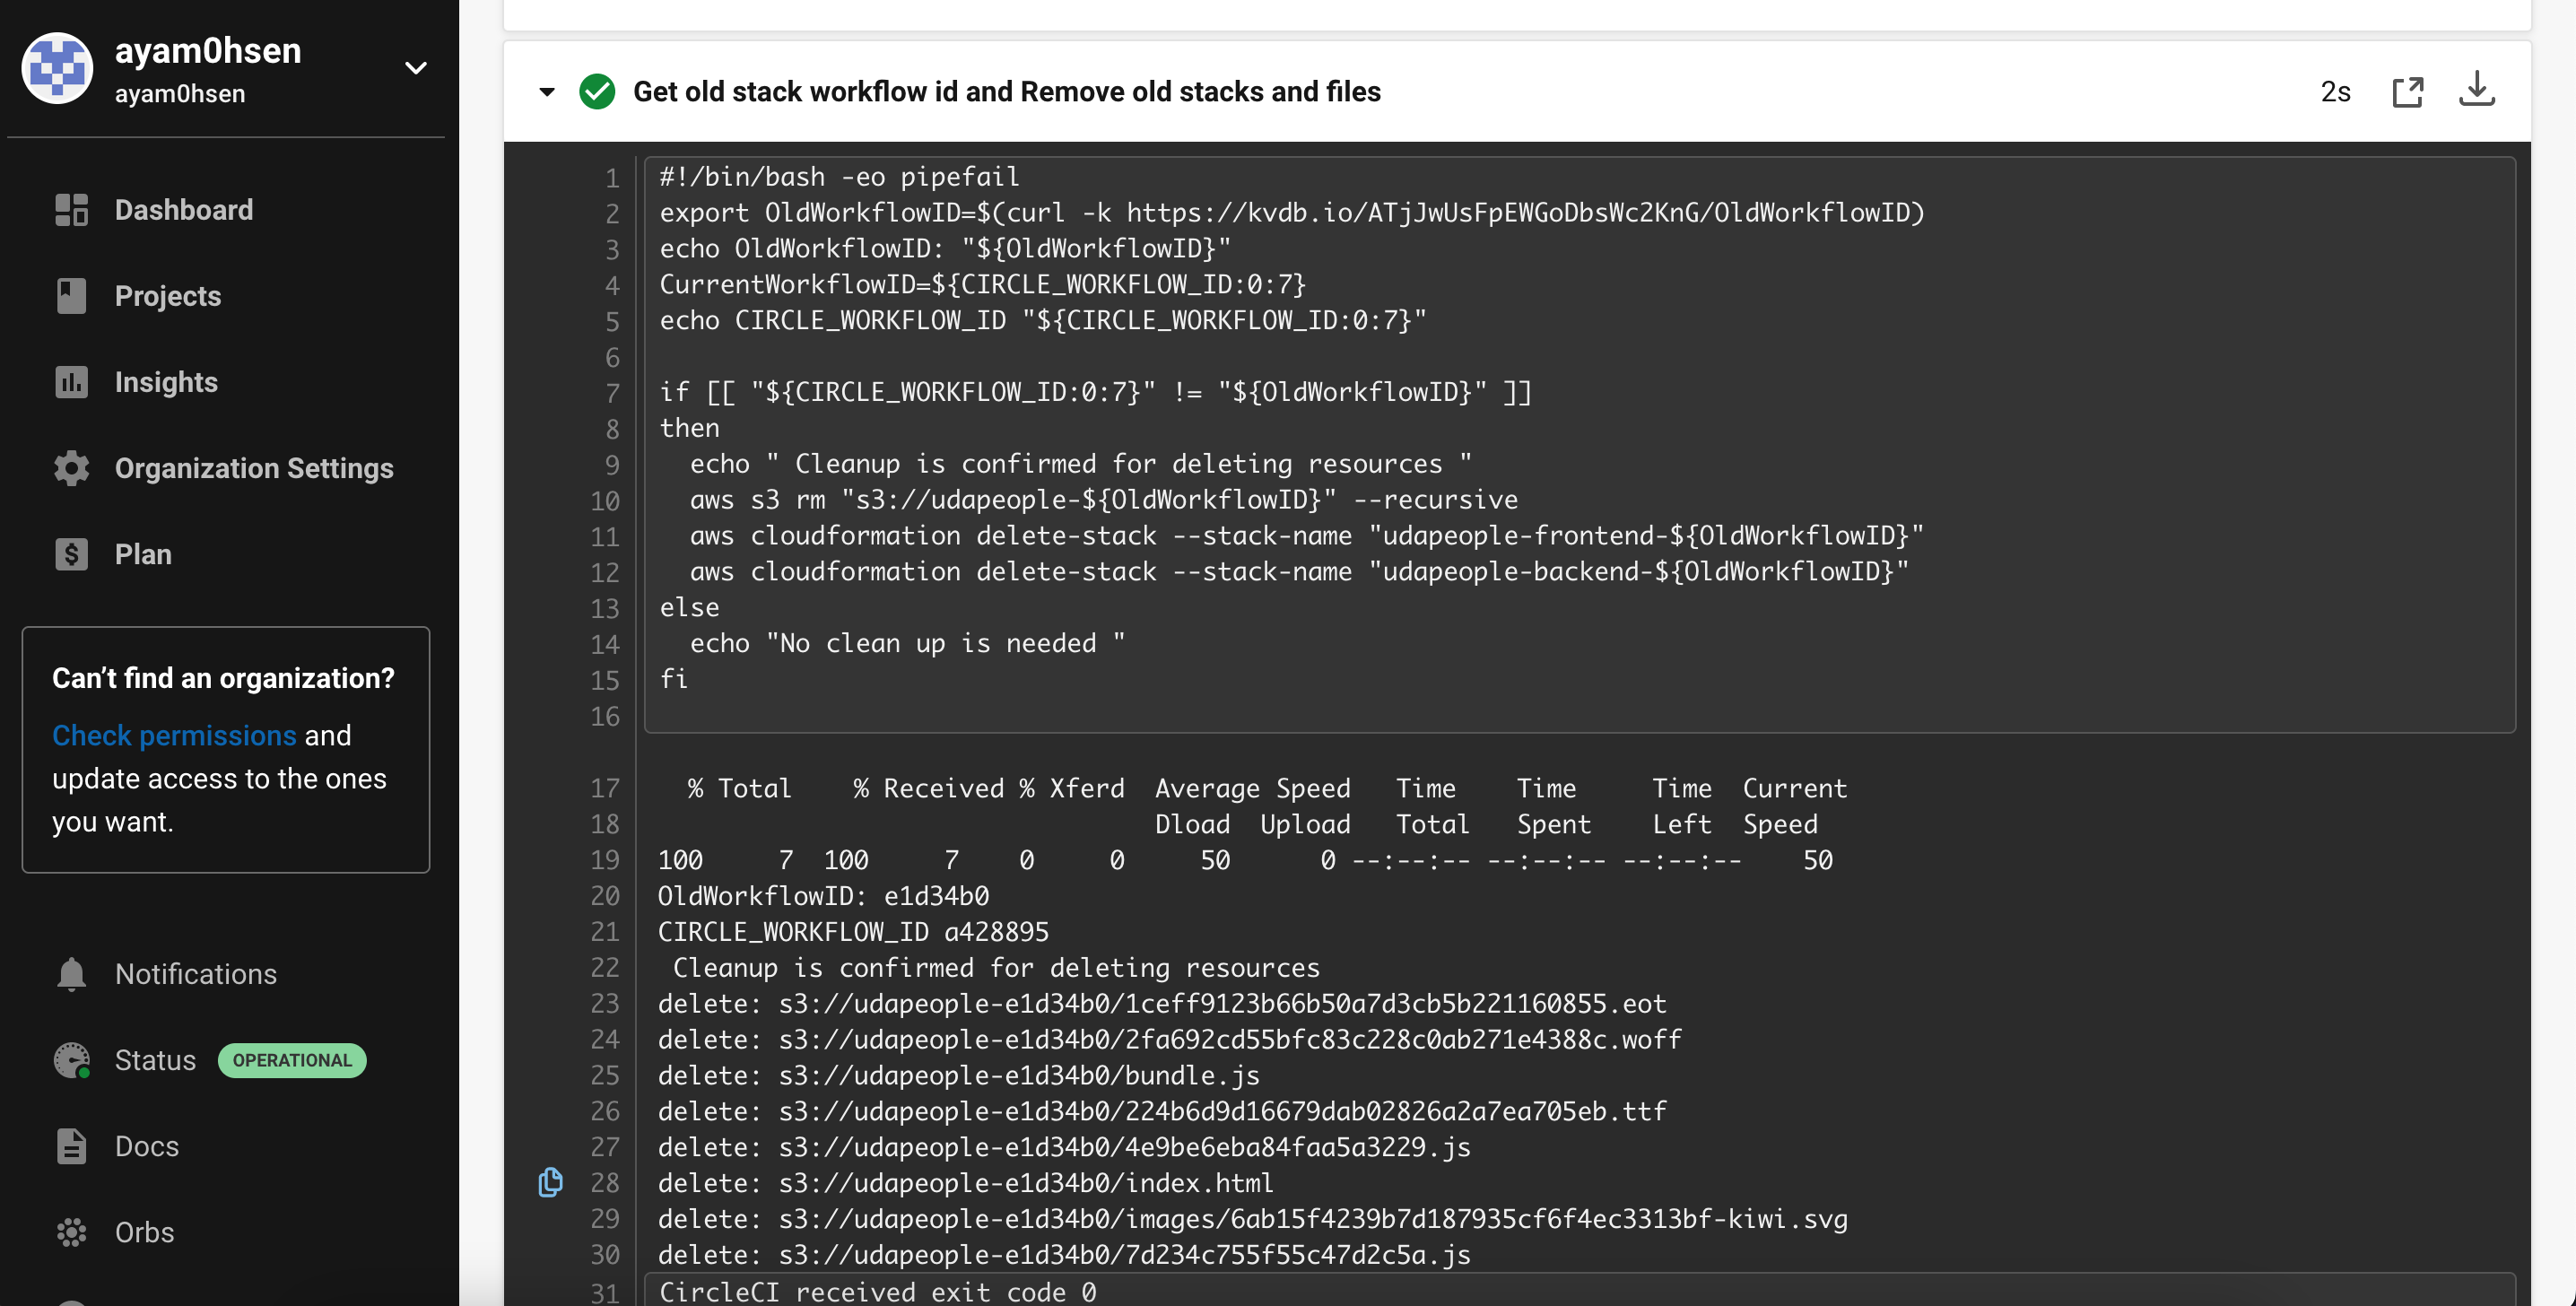 ayam0hsen
ayam0hsen
Dashboard
Projects
Insights
Organization Settings
Plan
Can’t find an organization?
Check permissions and
update access to the ones
you want.
Notifications
Status OPERATIONAL
Docs
Orbs
Get old stack workflow id and Remove old stacks and files 2s
1 #!/bin/bash -eo pipefail
2 export OldWorkflowID=$(curl -k https://kvdb.io/ATjJwUsFpEWGoDbsWc2KnG/OldWorkflowID)
3 echo OldWorkflowID: "${OldWorkflowID}"
4 CurrentWorkflowID=${CIRCLE_WORKFLOW_ID:0:7}
5 echo CIRCLE_WORKFLOW_ID "${CIRCLE_WORKFLOW_ID:0:7}"
6
7 if [[ "${CIRCLE_WORKFLOW_ID:0:7}" != "${OldWorkflowID}" ]]
8 then
9   echo " Cleanup is confirmed for deleting resources "
10   aws s3 rm "s3://udapeople-${OldWorkflowID}" --recursive
11   aws cloudformation delete-stack --stack-name "udapeople-frontend-${OldWorkflowID}"
12   aws cloudformation delete-stack --stack-name "udapeople-backend-${OldWorkflowID}"
13 else
14   echo "No clean up is needed "
15 fi
16
17   % Total    % Received % Xferd  Average Speed   Time    Time     Time  Current
18                                  Dload  Upload   Total   Spent    Left  Speed
19 100     7  100     7    0     0     50      0 --:--:-- --:--:-- --:--:--    50
20 OldWorkflowID: e1d34b0
21 CIRCLE_WORKFLOW_ID a428895
22  Cleanup is confirmed for deleting resources
23 delete: s3://udapeople-e1d34b0/1ceff9123b66b50a7d3cb5b221160855.eot
24 delete: s3://udapeople-e1d34b0/2fa692cd55bfc83c228c0ab271e4388c.woff
25 delete: s3://udapeople-e1d34b0/bundle.js
26 delete: s3://udapeople-e1d34b0/224b6d9d16679dab02826a2a7ea705eb.ttf
27 delete: s3://udapeople-e1d34b0/4e9be6eba84faa5a3229.js
28 delete: s3://udapeople-e1d34b0/index.html
29 delete: s3://udapeople-e1d34b0/images/6ab15f4239b7d187935cf6f4ec3313bf-kiwi.svg
30 delete: s3://udapeople-e1d34b0/7d234c755f55c47d2c5a.js
31 CircleCI received exit code 0